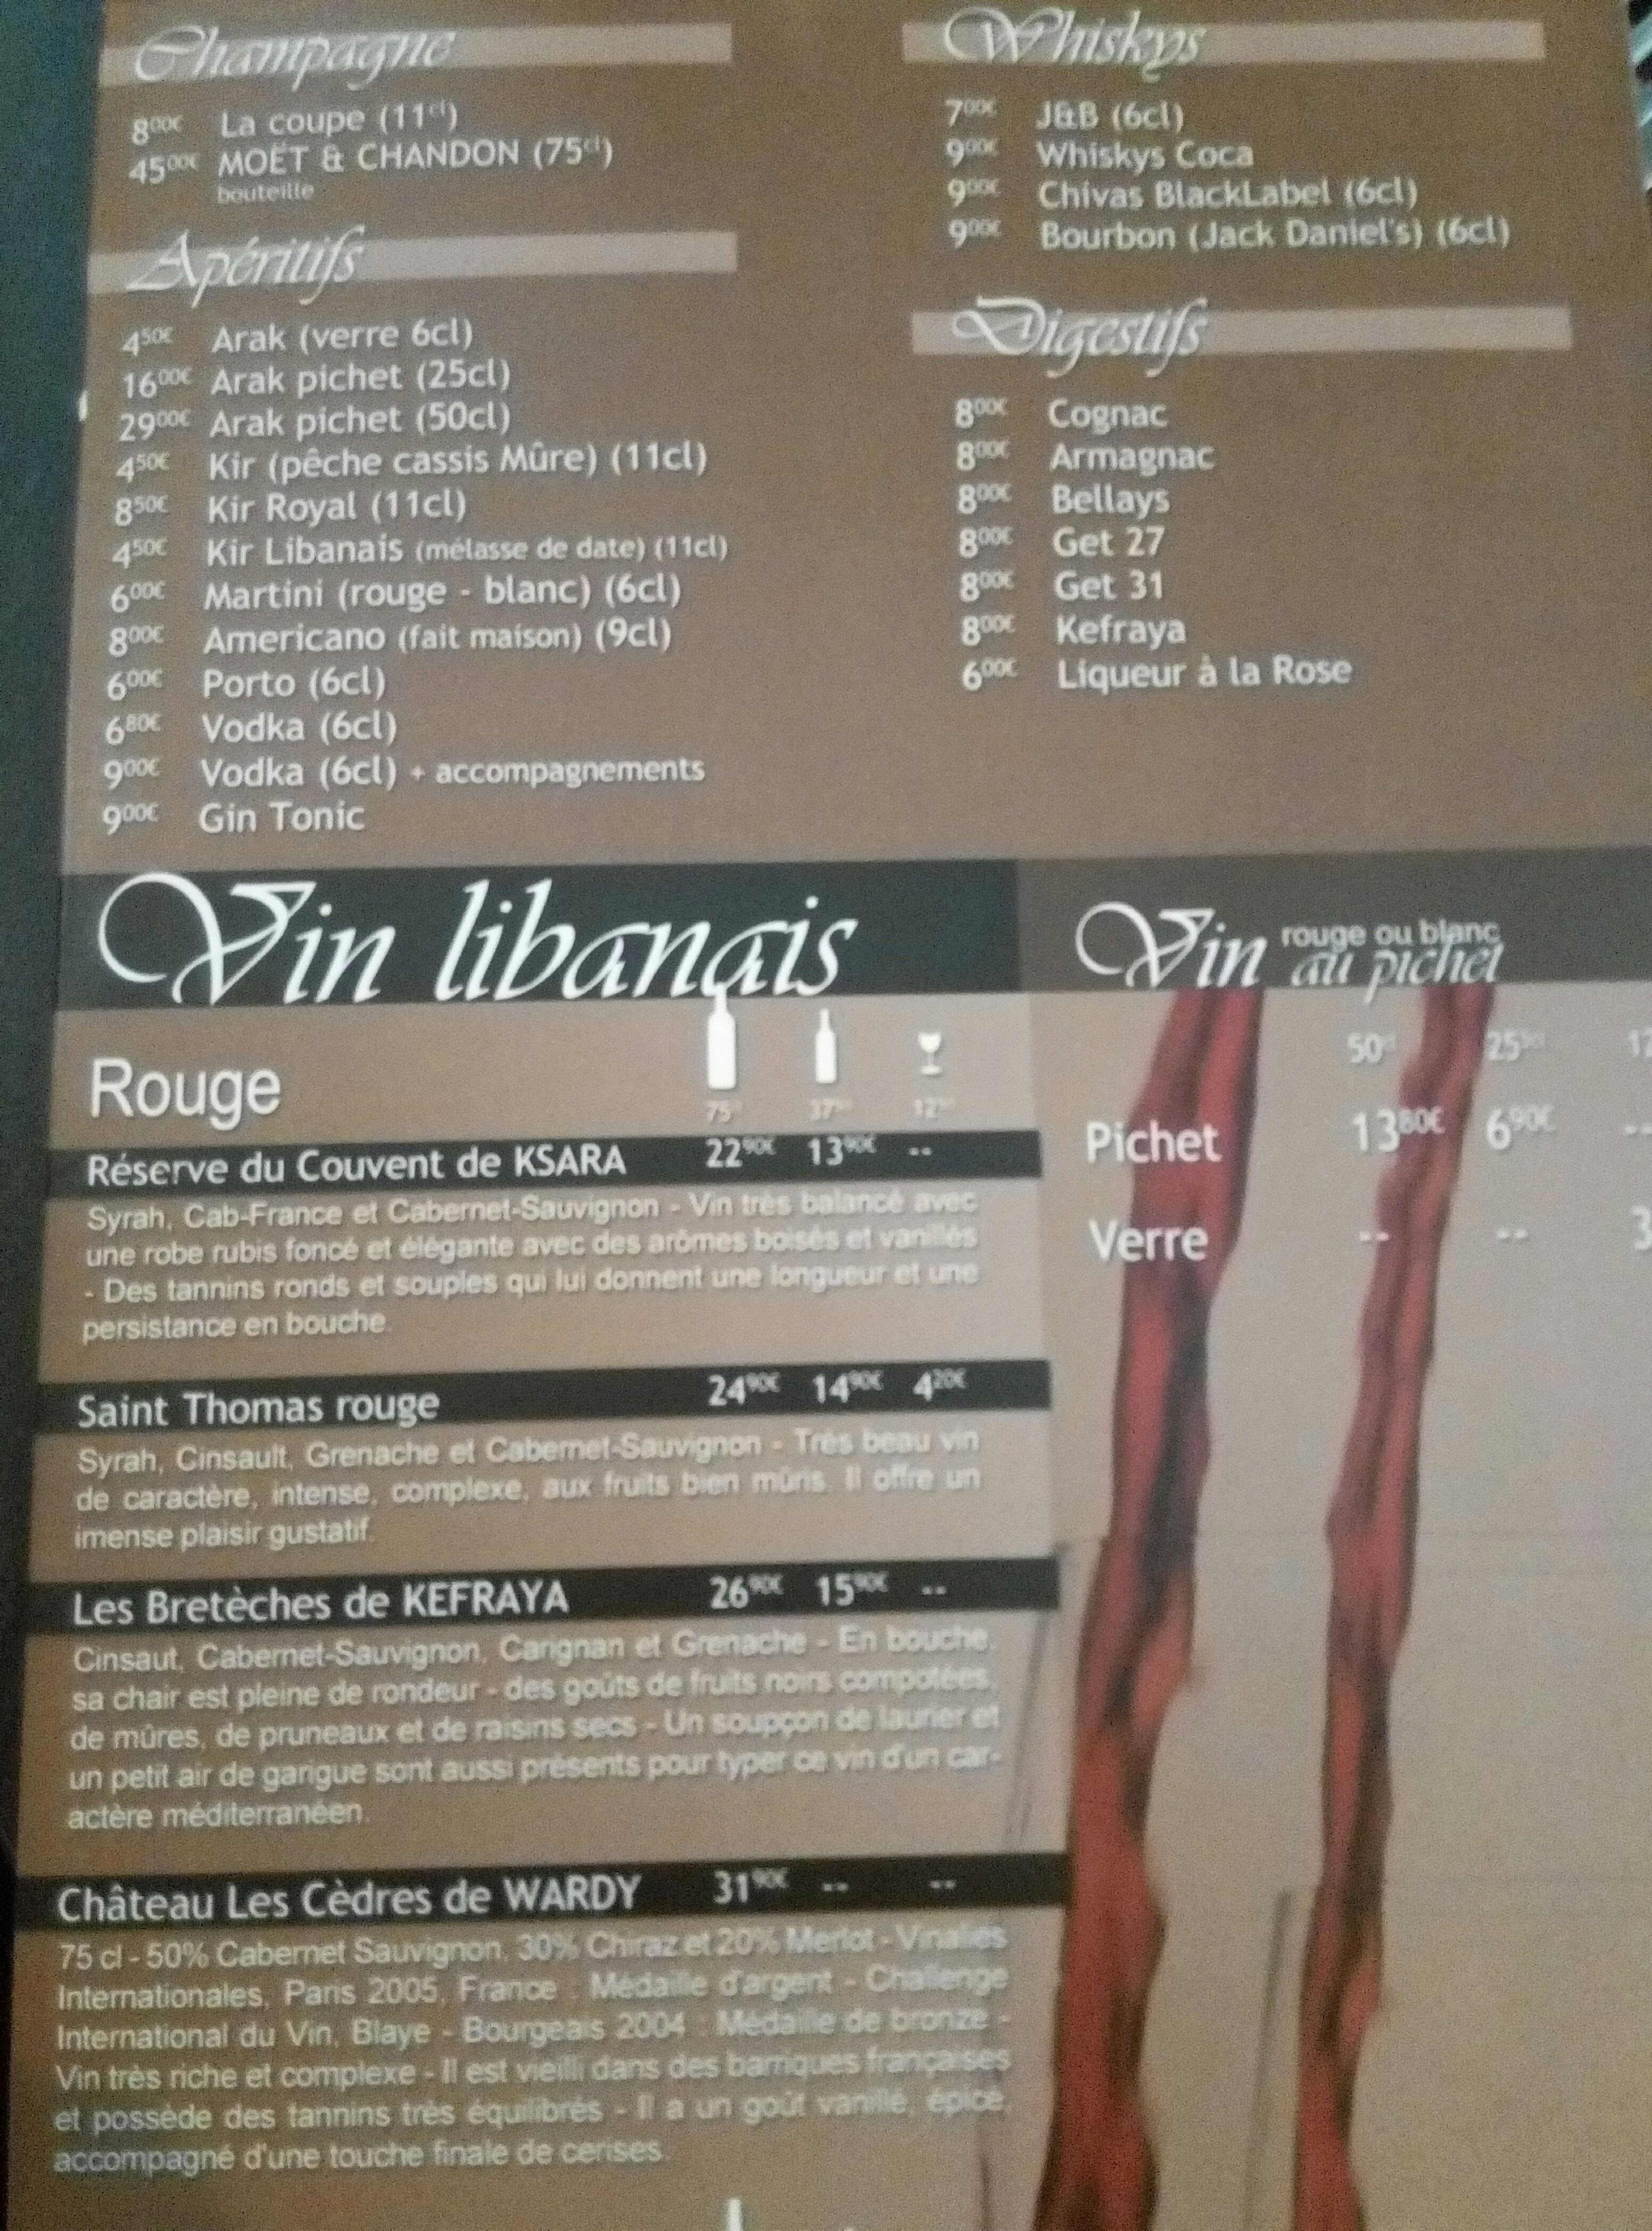 Champagne
8 00€ La coupe (11cl)
45 00€ MOËT & CHANDON (75cl)
bouteille
Apéritifs
4 50€ Arak (verre 6cl)
16 00€ Arak pichet (25cl)
29 00€ Arak pichet (50cl)
4 50€ Kir (pêche cassis Mûre) (11cl)
8 50€ Kir Royal (11cl)
4 50€ Kir Libanais (mélasse de date) (11cl)
6 00€ Martini (rouge - blanc) (6cl)
8 00€ Americano (fait maison) (9cl)
6 00€ Porto (6cl)
6 80€ Vodka (6cl)
9 00€ Vodka (6cl) + accompagnements
9 00€ Gin Tonic
Whiskys
7 00€ J&B (6cl)
9 00€ Whiskys Coca
9 00€ Chivas BlackLabel (6cl)
9 00€ Bourbon (Jack Daniel's) (6cl)
Digestifs
8 00€ Cognac
8 00€ Armagnac
8 00€ Bellays
8 00€ Get 27
8 00€ Get 31
8 00€ Kefraya
6 00€ Liqueur à la Rose
Vin libanais
Rouge
75cl 37 12
Réserve du Couvent de KSARA 22 90€ 13 90€ --
Syrah, Cab-France et Cabernet-Sauvignon - Vin très balancé avec
une robe rubis foncé et élégante avec des arômes boisés et vanillés
- Des tannins ronds et souples qui lui donnent une longueur et une
persistance en bouche.
Saint Thomas rouge 24 90€ 14 90€ 4 20€
Syrah, Cinsault, Grenache et Cabernet-Sauvignon - Très beau vin
de caractère, intense, complexe, aux fruits bien mûris. Il offre un
imense plaisir gustatif.
Les Bretèches de KEFRAYA 26 90€ 15 90€ --
Cinsaut, Cabernet-Sauvignon, Carignan et Grenache - En bouche,
sa chair est pleine de rondeur - des goûts de fruits noirs compotées,
de mûres, de pruneaux et de raisins secs - Un soupçon de laurier et
un petit air de garigue sont aussi présents pour typer ce vin d'un car-
actère méditerranéen.
Château Les Cèdres de WARDY 31 90€ -- --
75 cl - 50% Cabernet Sauvignon, 30% Chiraz et 20% Merlot - Vinalies
Internationales, Paris 2005, France : Médaille d'argent - Challenge
International du Vin, Blaye - Bourgeais 2004 : Médaille de bronze -
Vin très riche et complexe - Il est vieilli dans des barriques françaises
et possède des tannins très équilibrés - Il a un goût vanillé, épicé,
accompagné d'une touche finale de cerises.
Vin rouge ou blanc
au pichet
50cl 25 12
Pichet 13 80€ 6 90€ --
Verre -- -- 3